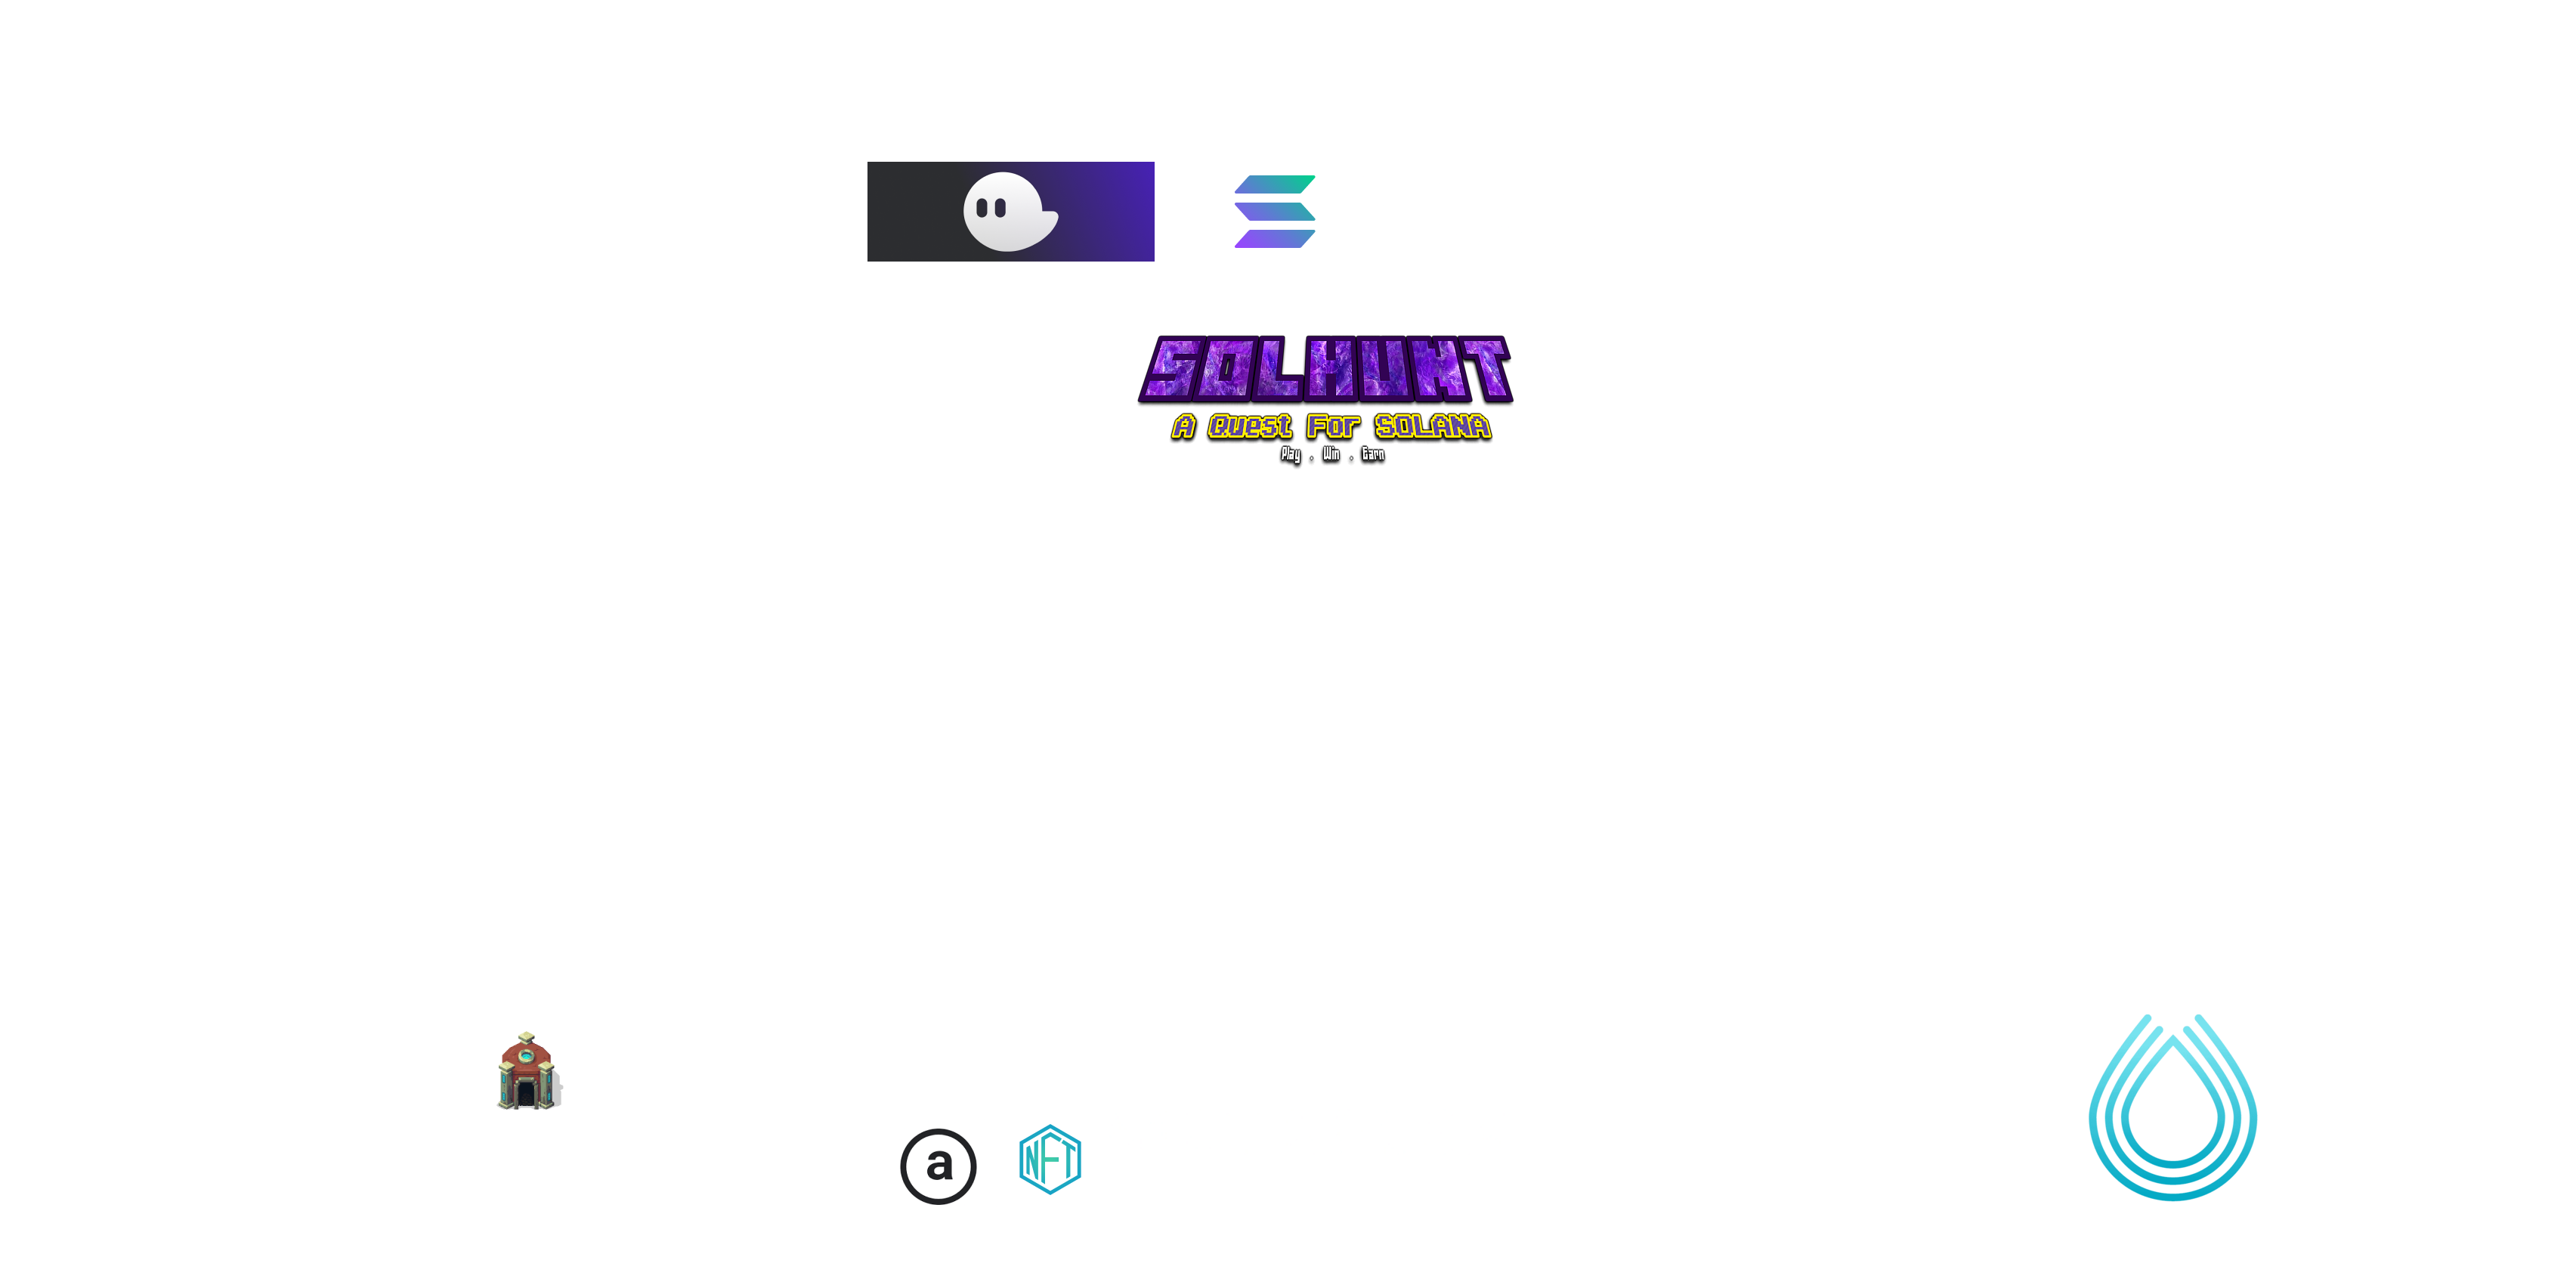 SOLHUNT
A Quest For SOLANA
Play . Win . Earn
a
NFT